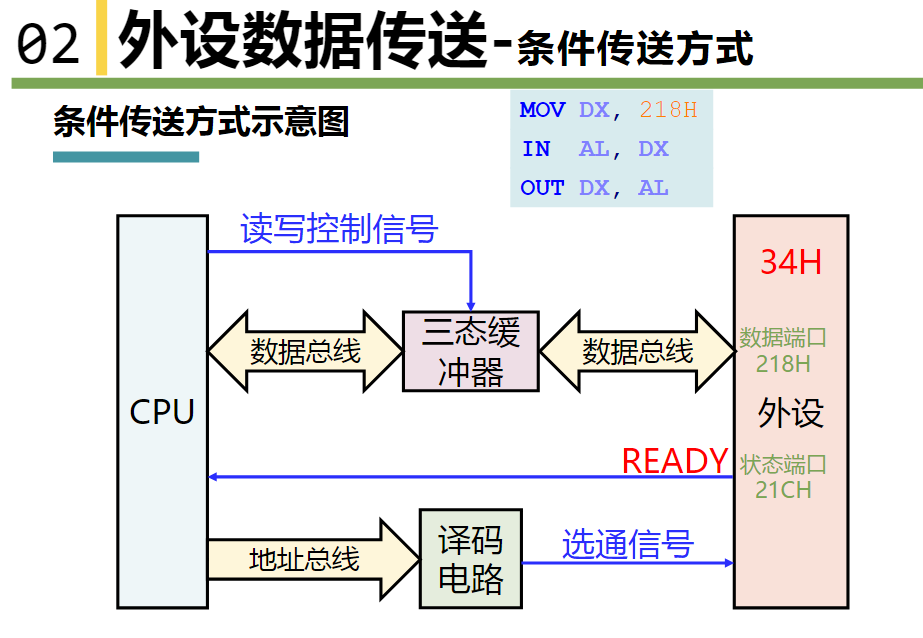 02 外设数据传送-条件传送方式
条件传送方式示意图
MOV DX, 218H
IN AL, DX
OUT DX, AL
读写控制信号
34H
数据总线
三态缓
冲器
数据总线
数据端口
218H
CPU
外设
READY
状态端口
21CH
地址总线
译码
电路
选通信号